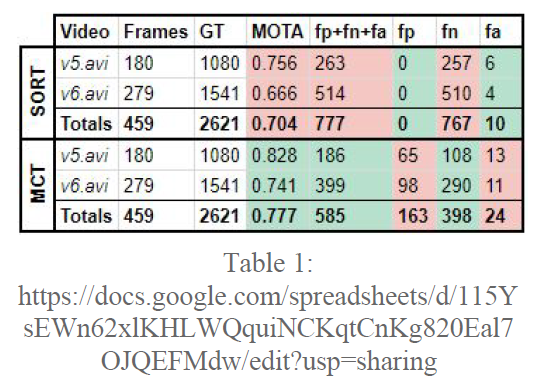 Video Frames GT MOTA fp+fn+fa fp fn fa
SORT
v5.avi 180 1080 0.756 263 0 257 6
v6.avi 279 1541 0.666 514 0 510 4
Totals 459 2621 0.704 777 0 767 10
MCT
v5.avi 180 1080 0.828 186 65 108 13
v6.avi 279 1541 0.741 399 98 290 11
Totals 459 2621 0.777 585 163 398 24
Table 1:
https://docs.google.com/spreadsheets/d/115Y
sEWn62xlKHLWQquiNCKqtCnKg820Eal7
OJQEFMdw/edit?usp=sharing